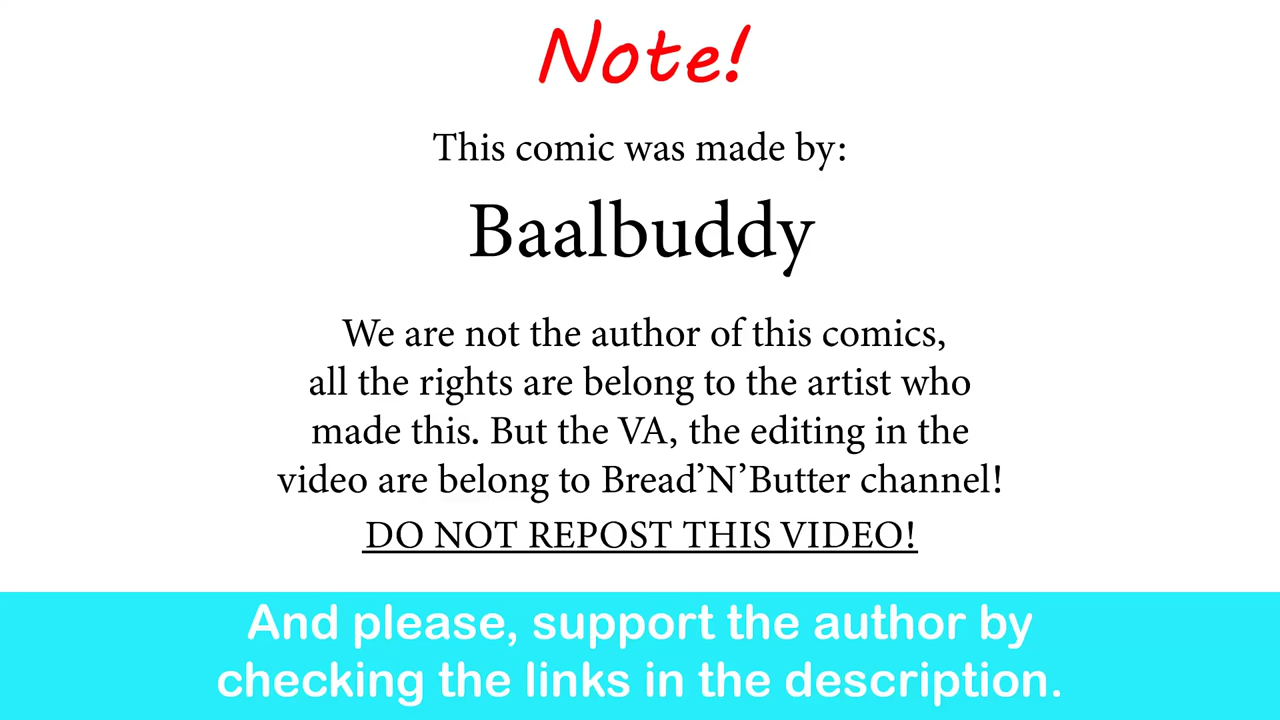 Note!
This comic was made by:
Baalbuddy
We are not the author of this comics,
all the rights are belong to the artist who
made this. But the VA, the editing in the
video are belong to Bread’N’Butter channel!
DO NOT REPOST THIS VIDEO!
And please, support the author by
checking the links in the description.